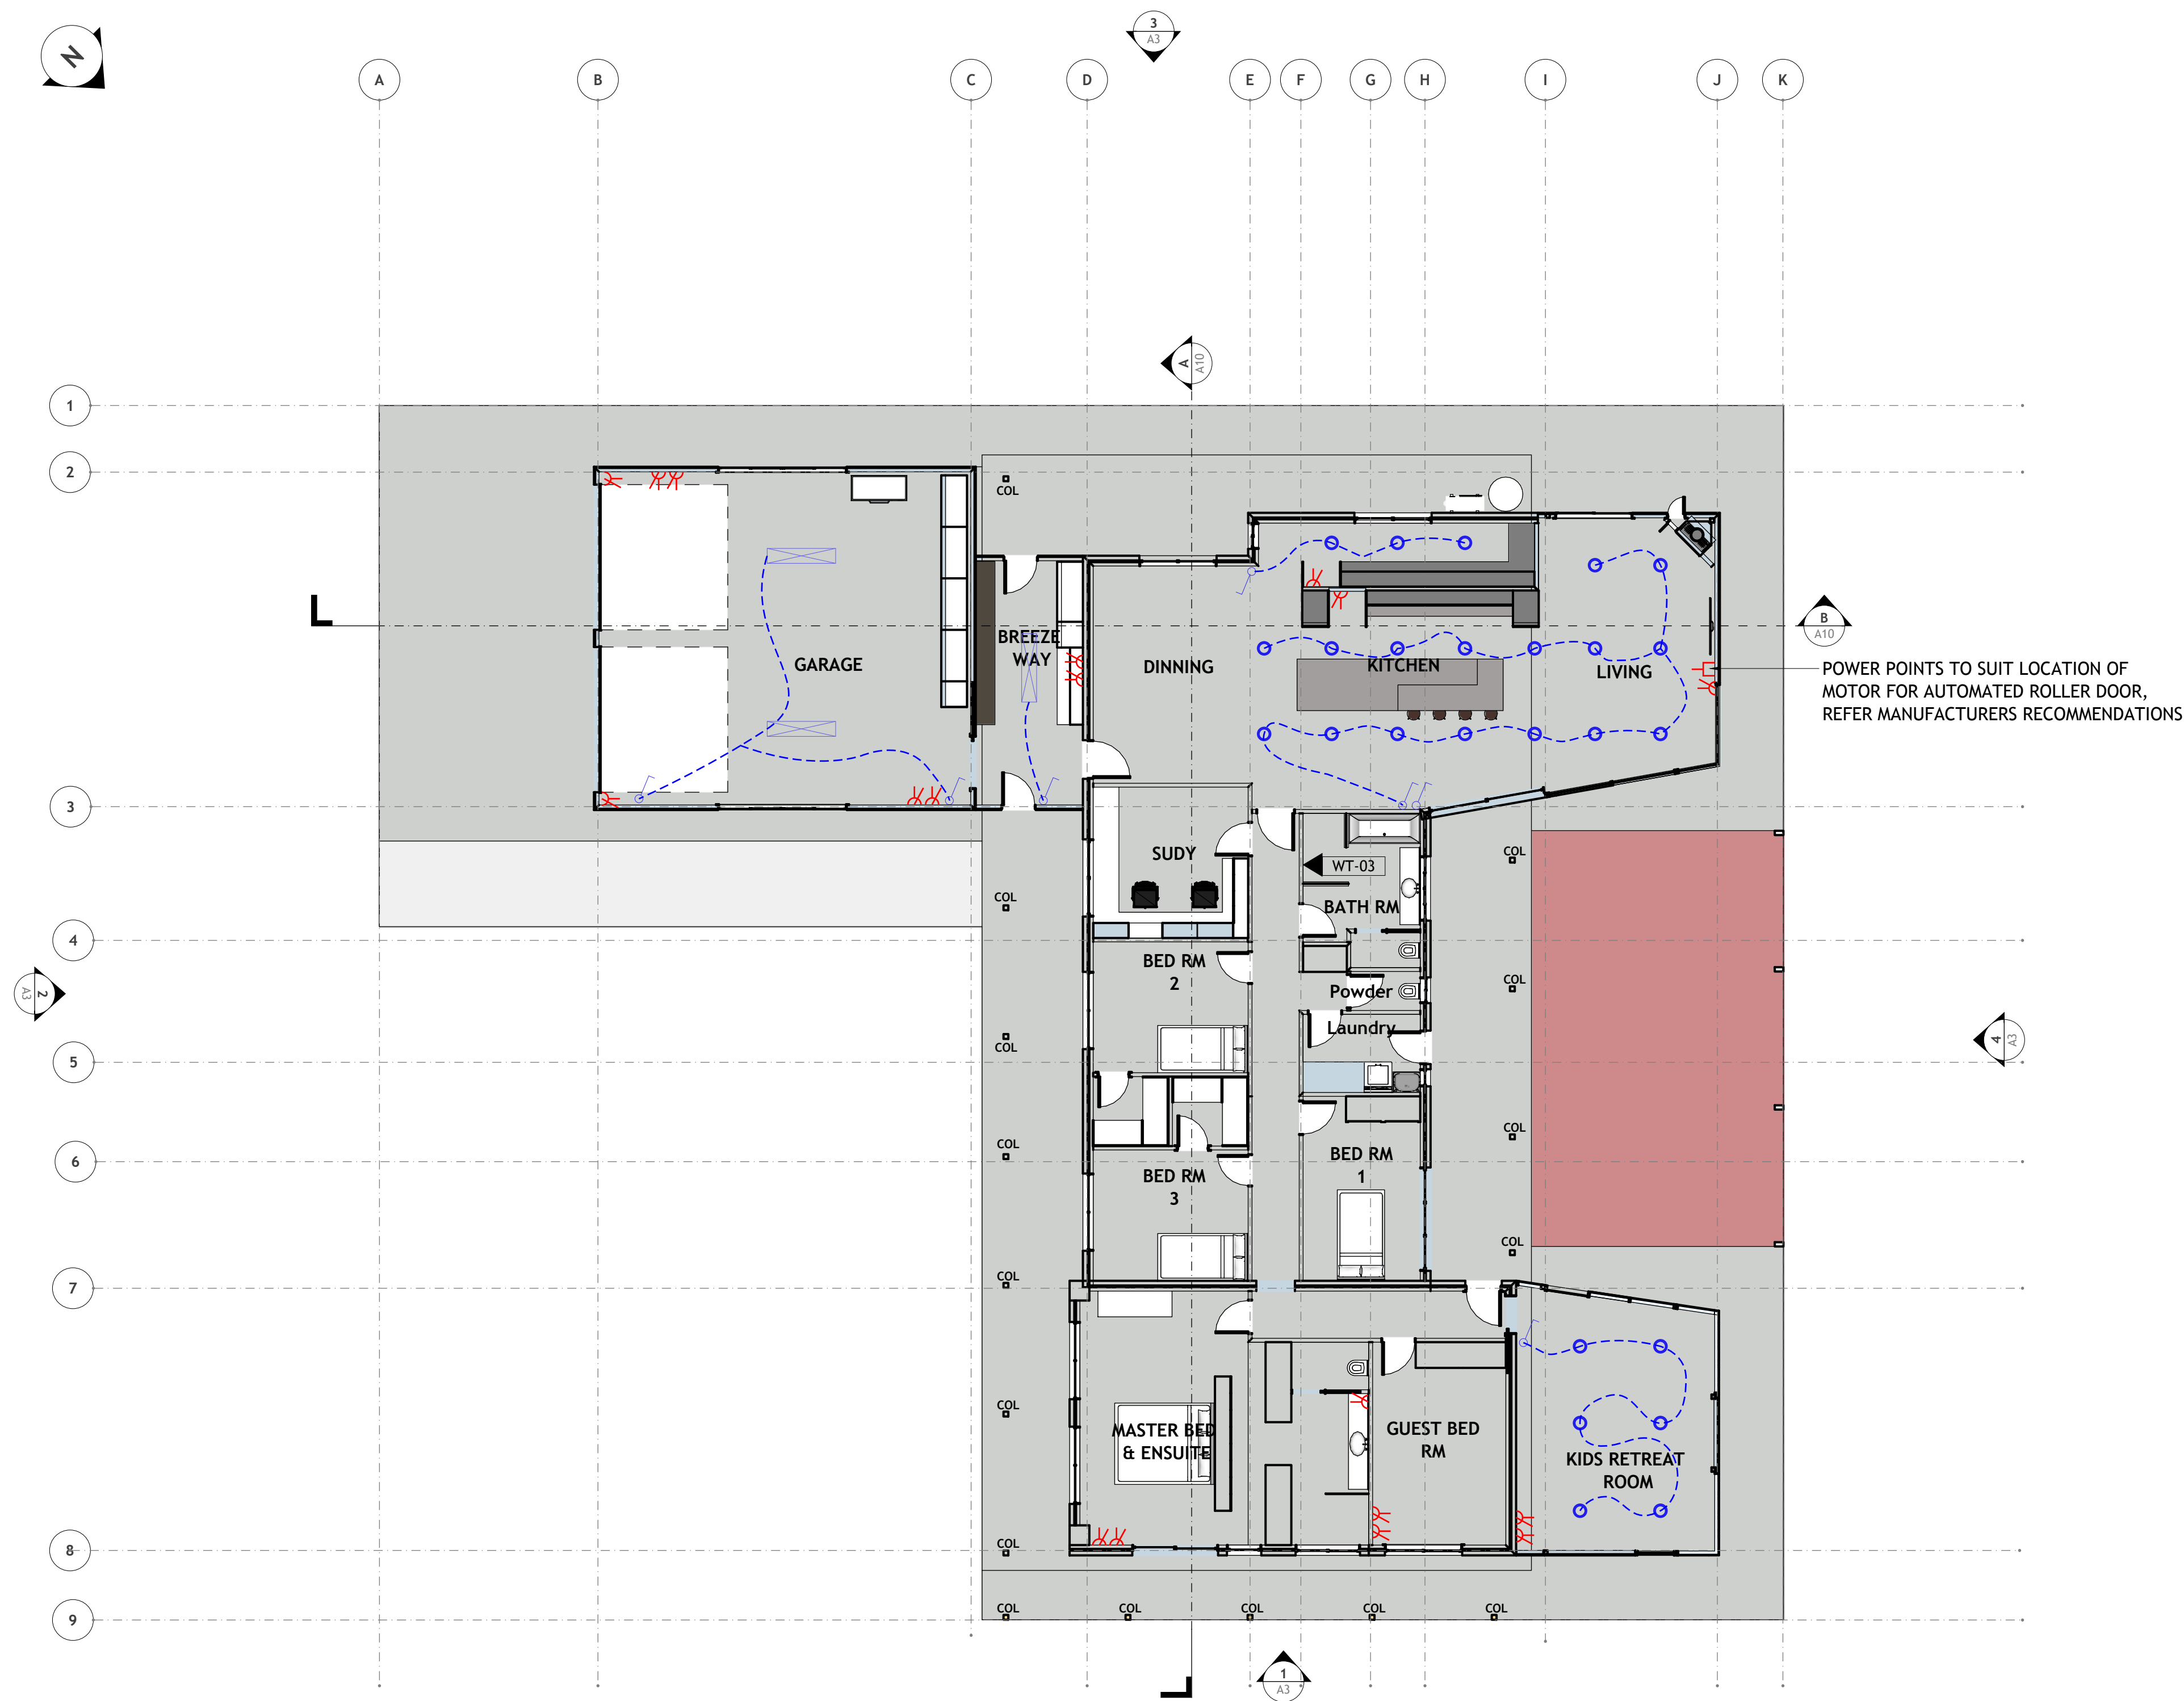 N
3
A3
A
B
C
D
E
F
G
H
I
J
K
A
A10
1
2
COL
BREEZE
WAY
GARAGE
DINNING
KITCHEN
LIVING
B
A10
POWER POINTS TO SUIT LOCATION OF
MOTOR FOR AUTOMATED ROLLER DOOR,
REFER MANUFACTURERS RECOMMENDATIONS
3
SUDY
WT-03
COL
COL
BATH RM
4
BED RM
2
COL
Powder
2
A3
Laundry
COL
4
A3
5
COL
COL
BED RM
1
6
BED RM
3
COL
COL
7
COL
MASTER BED
& ENSUITE
GUEST BED
RM
KIDS RETREAT
ROOM
COL
8
COL
COL
COL
COL
COL
9
1
A3